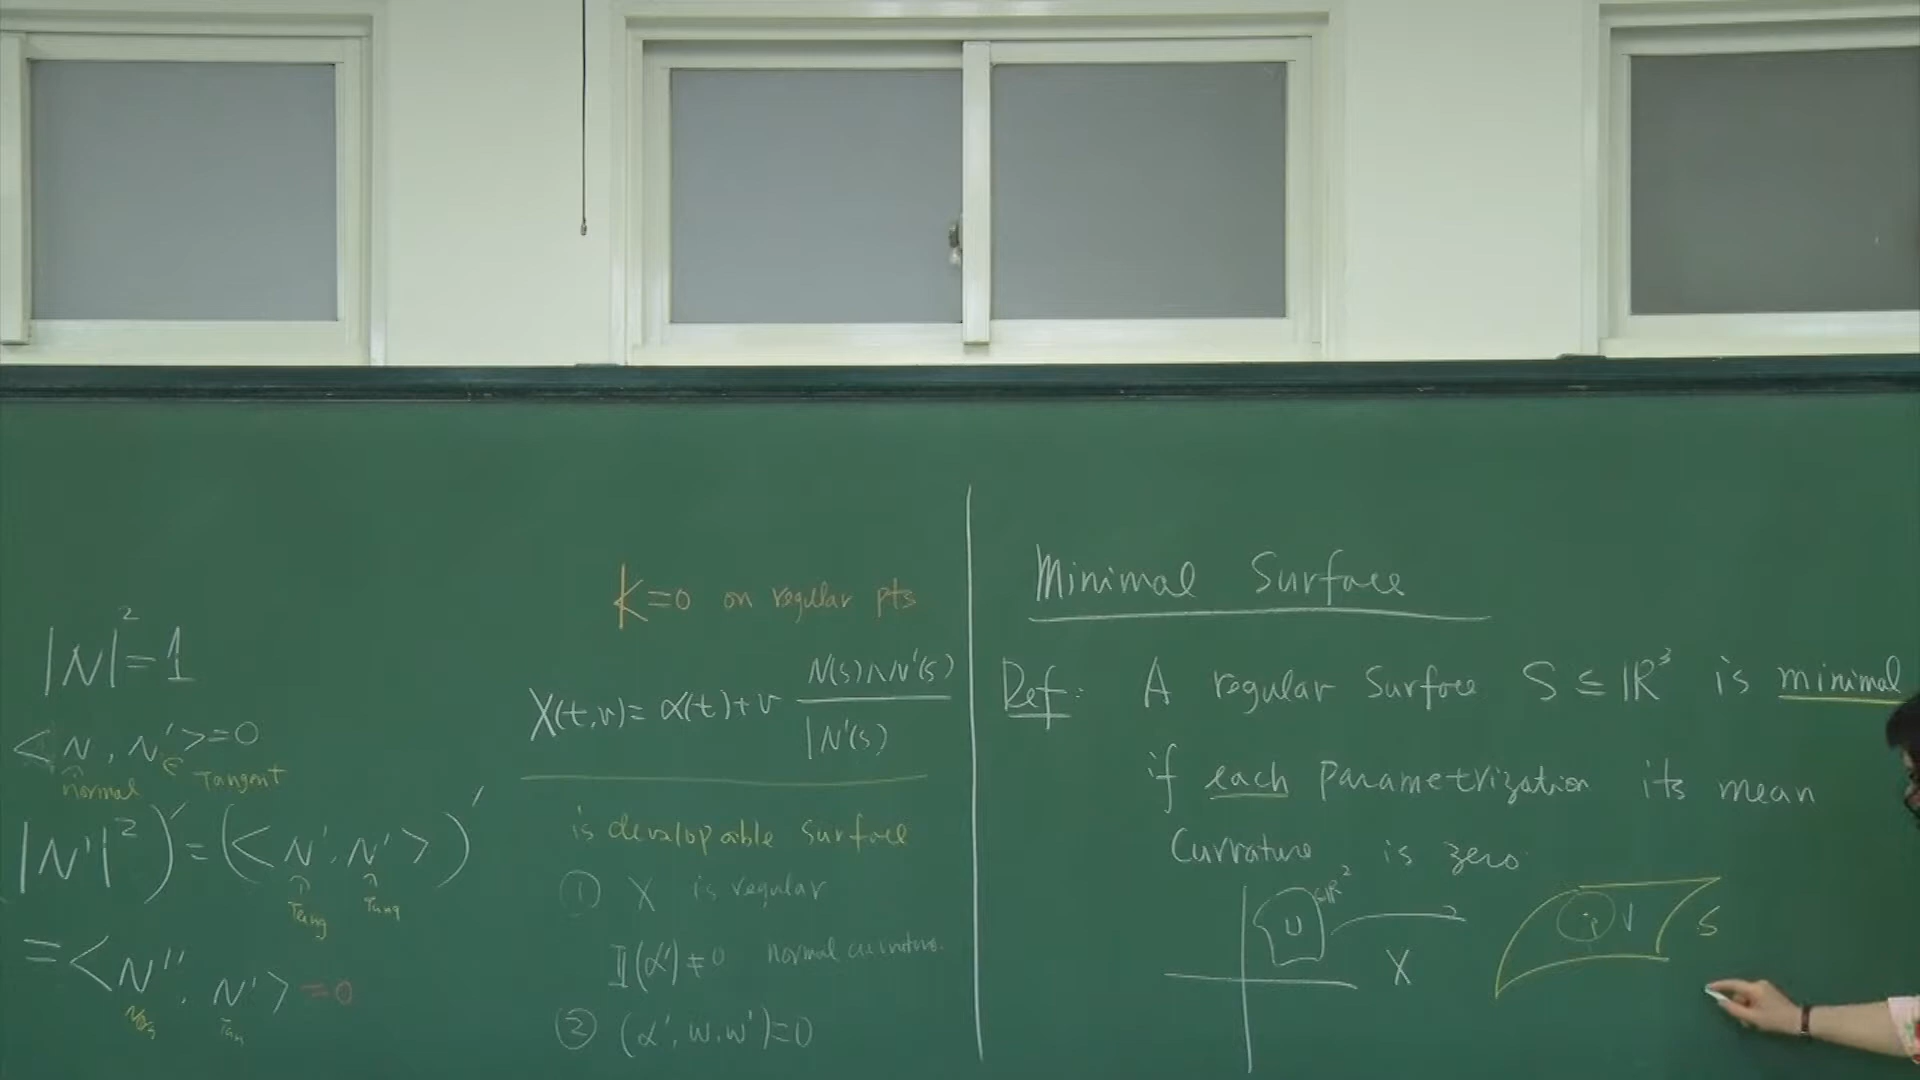 |N|²=1
<N, N'>=0
normal ∈ Tangent
(|N'|²)' = (<N', N'>)'
Tang Tang
= <N'', N'> =0
Nor Tan
K=0 on regular pts
X(t,v)= α(t)+v N(s)∧N'(s) / |N'(s)|
is developable surface
① X is regular
II(α')≠0 normal curvature.
② (α', w, w')=0
Minimal Surface
Def: A regular surface S ⊆ ℝ³ is minimal
if each parametrization its mean
Curvature is zero.
U ⊆ℝ² X p V S